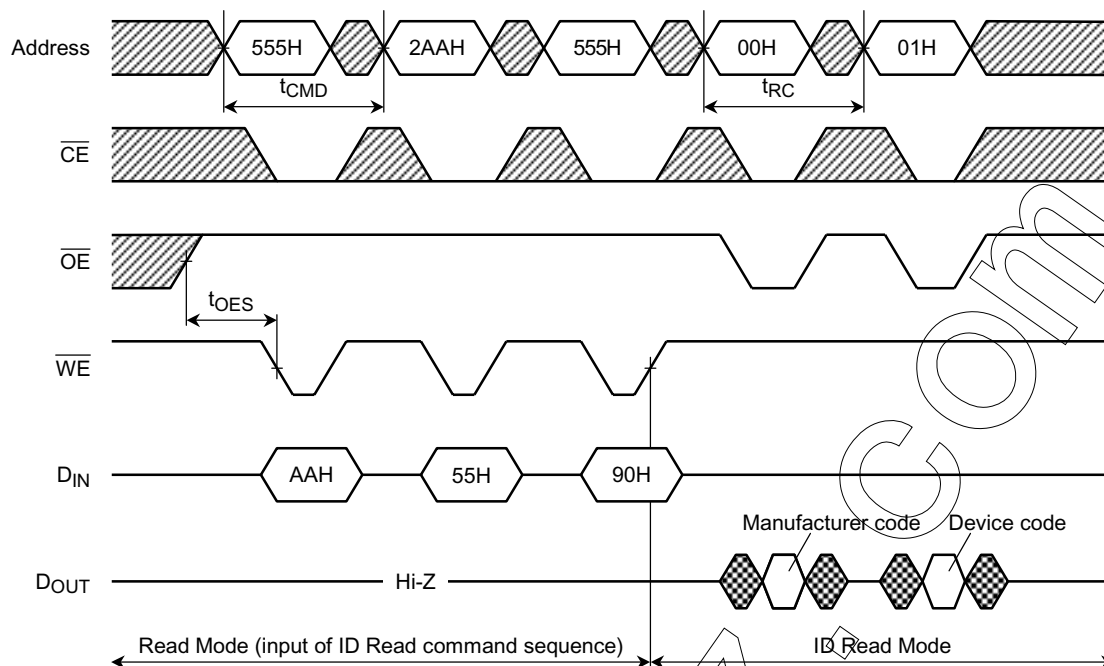 Address 555H 2AAH 555H 00H 01H
tCMD tRC
CE
OE
tOES
WE
DIN AAH 55H 90H
Manufacturer code Device code
DOUT Hi-Z
Read Mode (input of ID Read command sequence) ID Read Mode
com